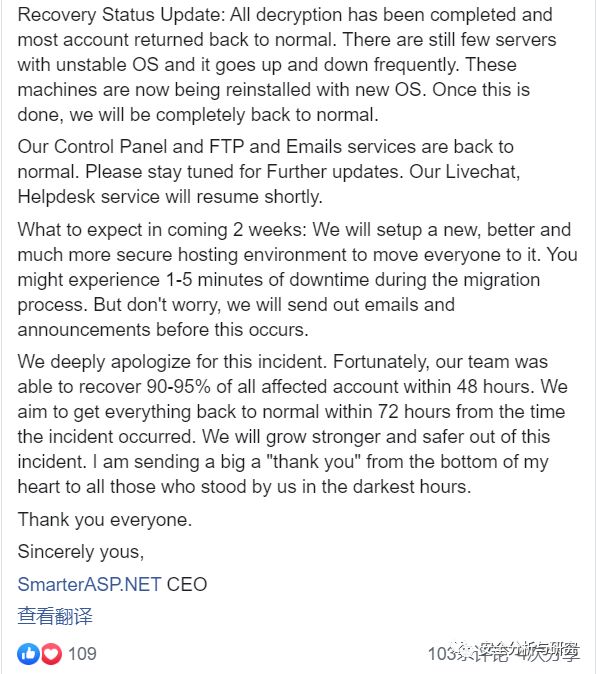 Recovery Status Update: All decryption has been completed and
most account returned back to normal. There are still few servers
with unstable OS and it goes up and down frequently. These
machines are now being reinstalled with new OS. Once this is
done, we will be completely back to normal.
Our Control Panel and FTP and Emails services are back to
normal. Please stay tuned for Further updates. Our Livechat,
Helpdesk service will resume shortly.
What to expect in coming 2 weeks: We will setup a new, better and
much more secure hosting environment to move everyone to it. You
might experience 1-5 minutes of downtime during the migration
process. But don't worry, we will send out emails and
announcements before this occurs.
We deeply apologize for this incident. Fortunately, our team was
able to recover 90-95% of all affected account within 48 hours. We
aim to get everything back to normal within 72 hours from the time
the incident occurred. We will grow stronger and safer out of this
incident. I am sending a big a "thank you" from the bottom of my
heart to all those who stood by us in the darkest hours.
Thank you everyone.
Sincerely yous,
SmarterASP.NET CEO
查看翻译
109
103条评论 4次分享
安全分析与研究